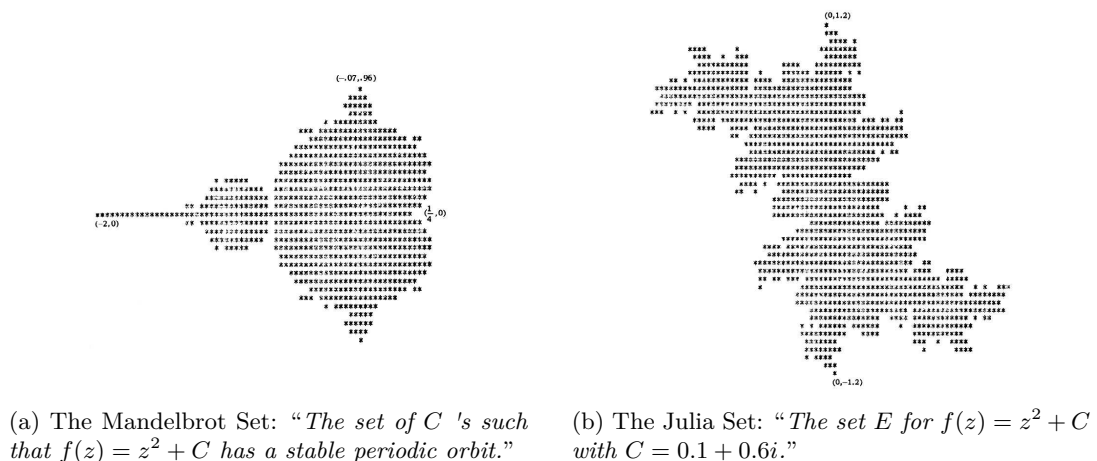 (-.07,.96)
(-2,0)
(1/4,0)
(0,1.2)
(0,-1.2)
(a) The Mandelbrot Set: “The set of C 's such
that f(z) = z² + C has a stable periodic orbit.”
(b) The Julia Set: “The set E for f(z) = z² + C
with C = 0.1 + 0.6i.”